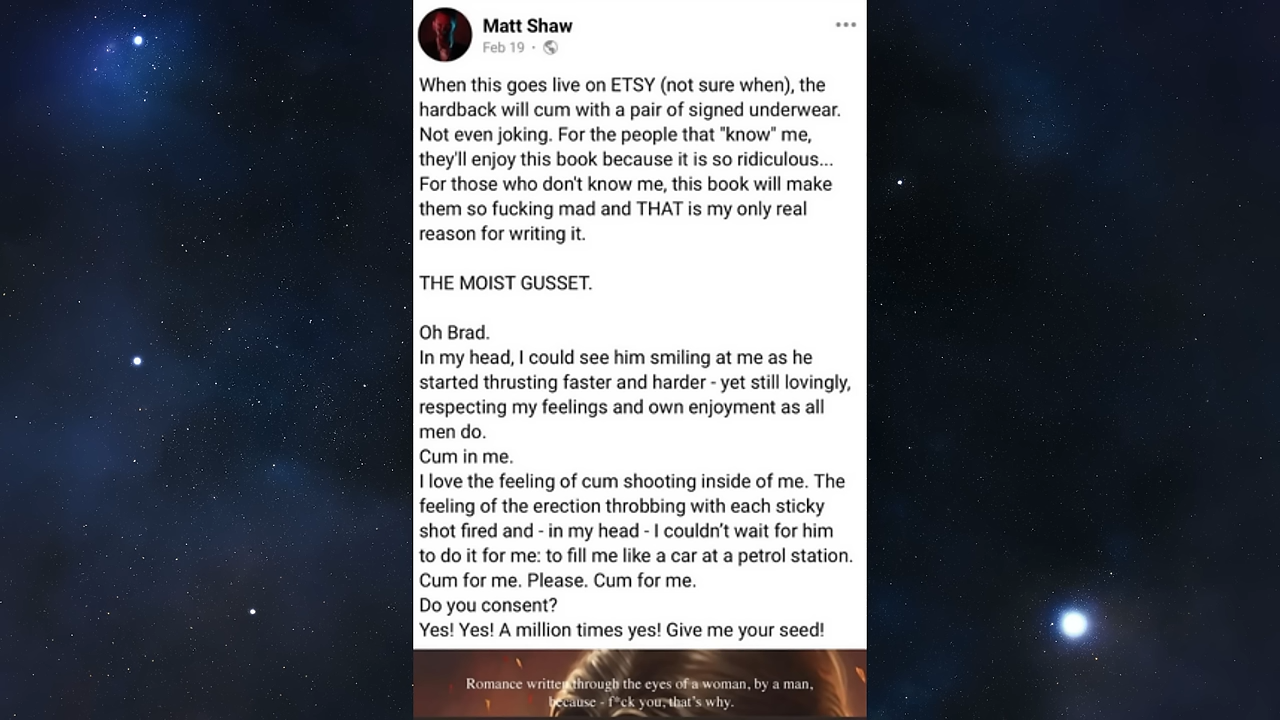 Matt Shaw
Feb 19 ·
When this goes live on ETSY (not sure when), the
hardback will cum with a pair of signed underwear.
Not even joking. For the people that "know" me,
they'll enjoy this book because it is so ridiculous...
For those who don't know me, this book will make
them so fucking mad and THAT is my only real
reason for writing it.
THE MOIST GUSSET.
Oh Brad.
In my head, I could see him smiling at me as he
started thrusting faster and harder - yet still lovingly,
respecting my feelings and own enjoyment as all
men do.
Cum in me.
I love the feeling of cum shooting inside of me. The
feeling of the erection throbbing with each sticky
shot fired and - in my head - I couldn't wait for him
to do it for me: to fill me like a car at a petrol station.
Cum for me. Please. Cum for me.
Do you consent?
Yes! Yes! A million times yes! Give me your seed!
Romance written through the eyes of a woman, by a man,
because - f*ck you, that's why.